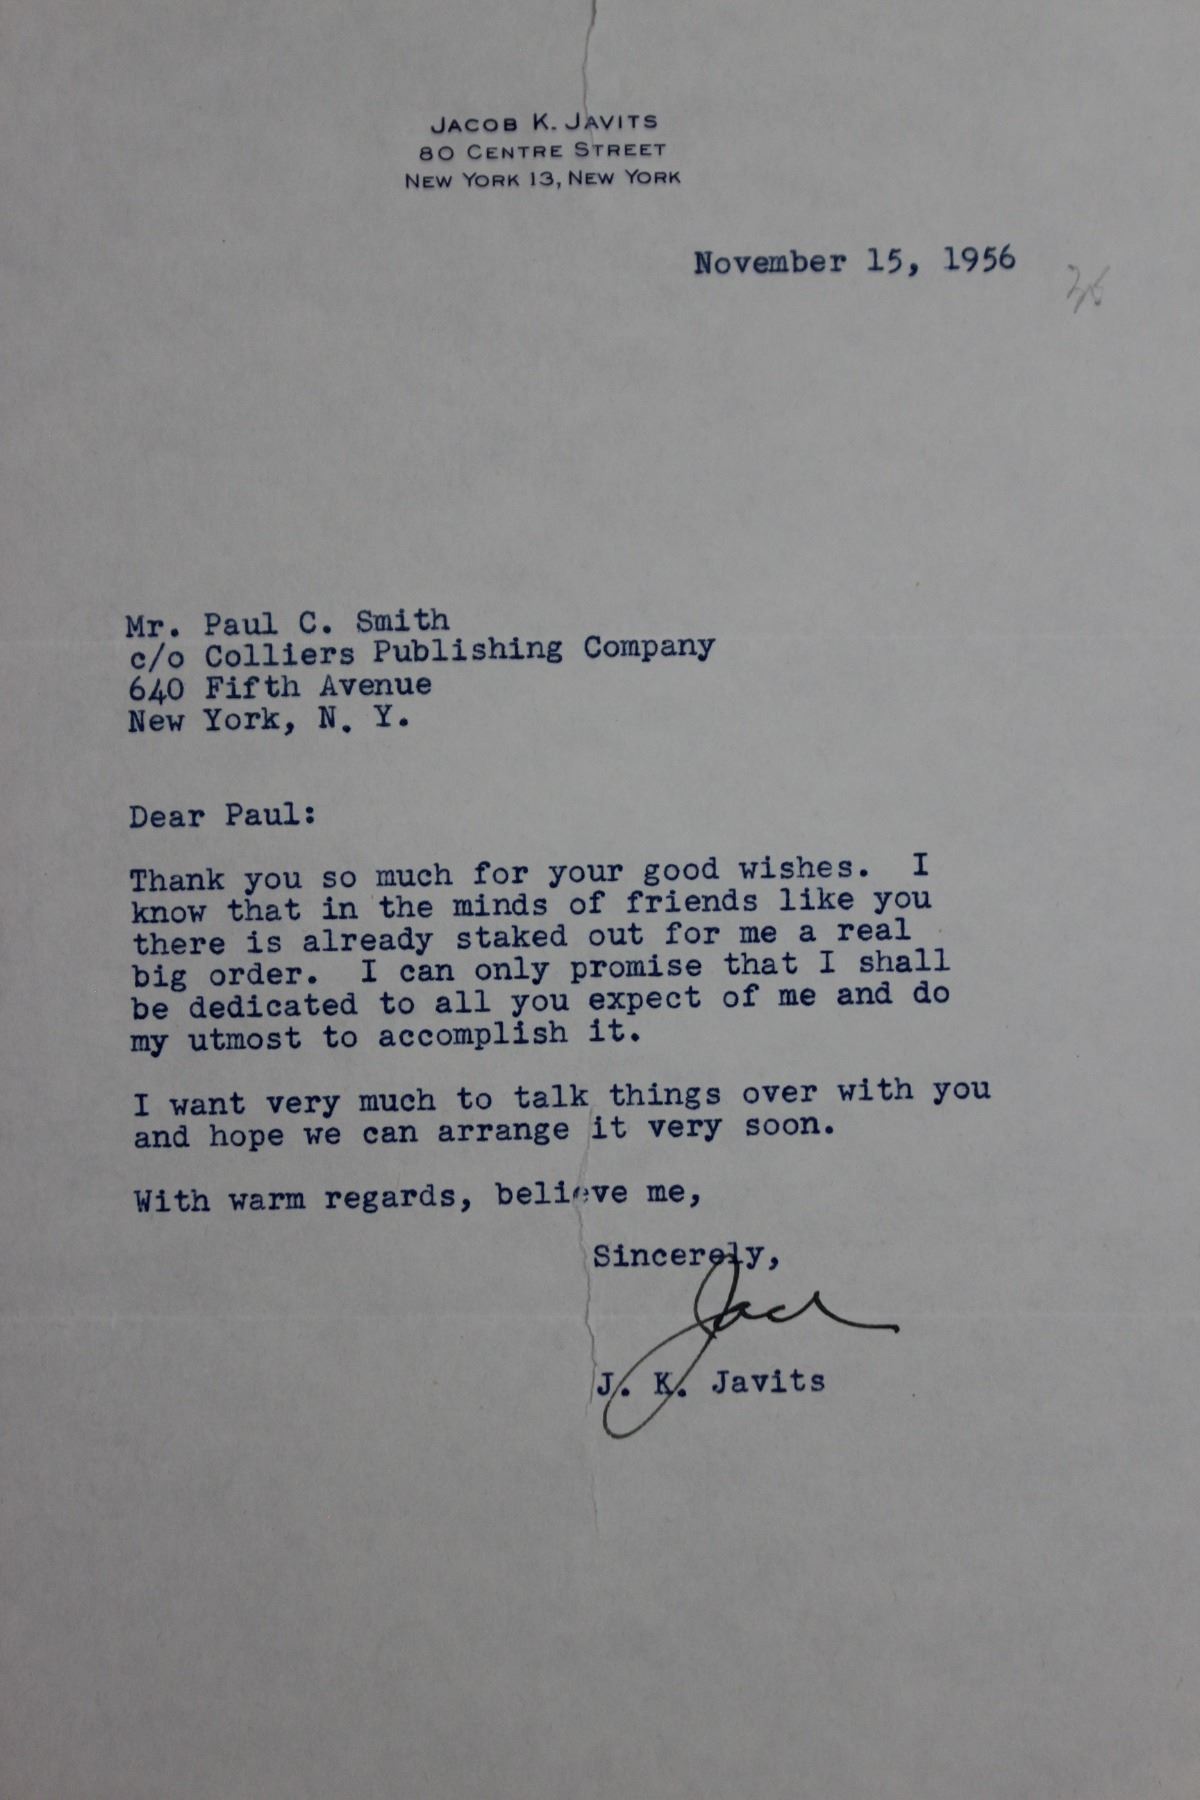 JACOB K. JAVITS
80 CENTRE STREET
NEW YORK 13, NEW YORK
November 15, 1956
Mr. Paul C. Smith
c/o Colliers Publishing Company
640 Fifth Avenue
New York, N. Y.
Dear Paul:
Thank you so much for your good wishes. I
know that in the minds of friends like you
there is already staked out for me a real
big order. I can only promise that I shall
be dedicated to all you expect of me and do
my utmost to accomplish it.
I want very much to talk things over with you
and hope we can arrange it very soon.
With warm regards, believe me,
Sincerely,
Jack
J. K. Javits